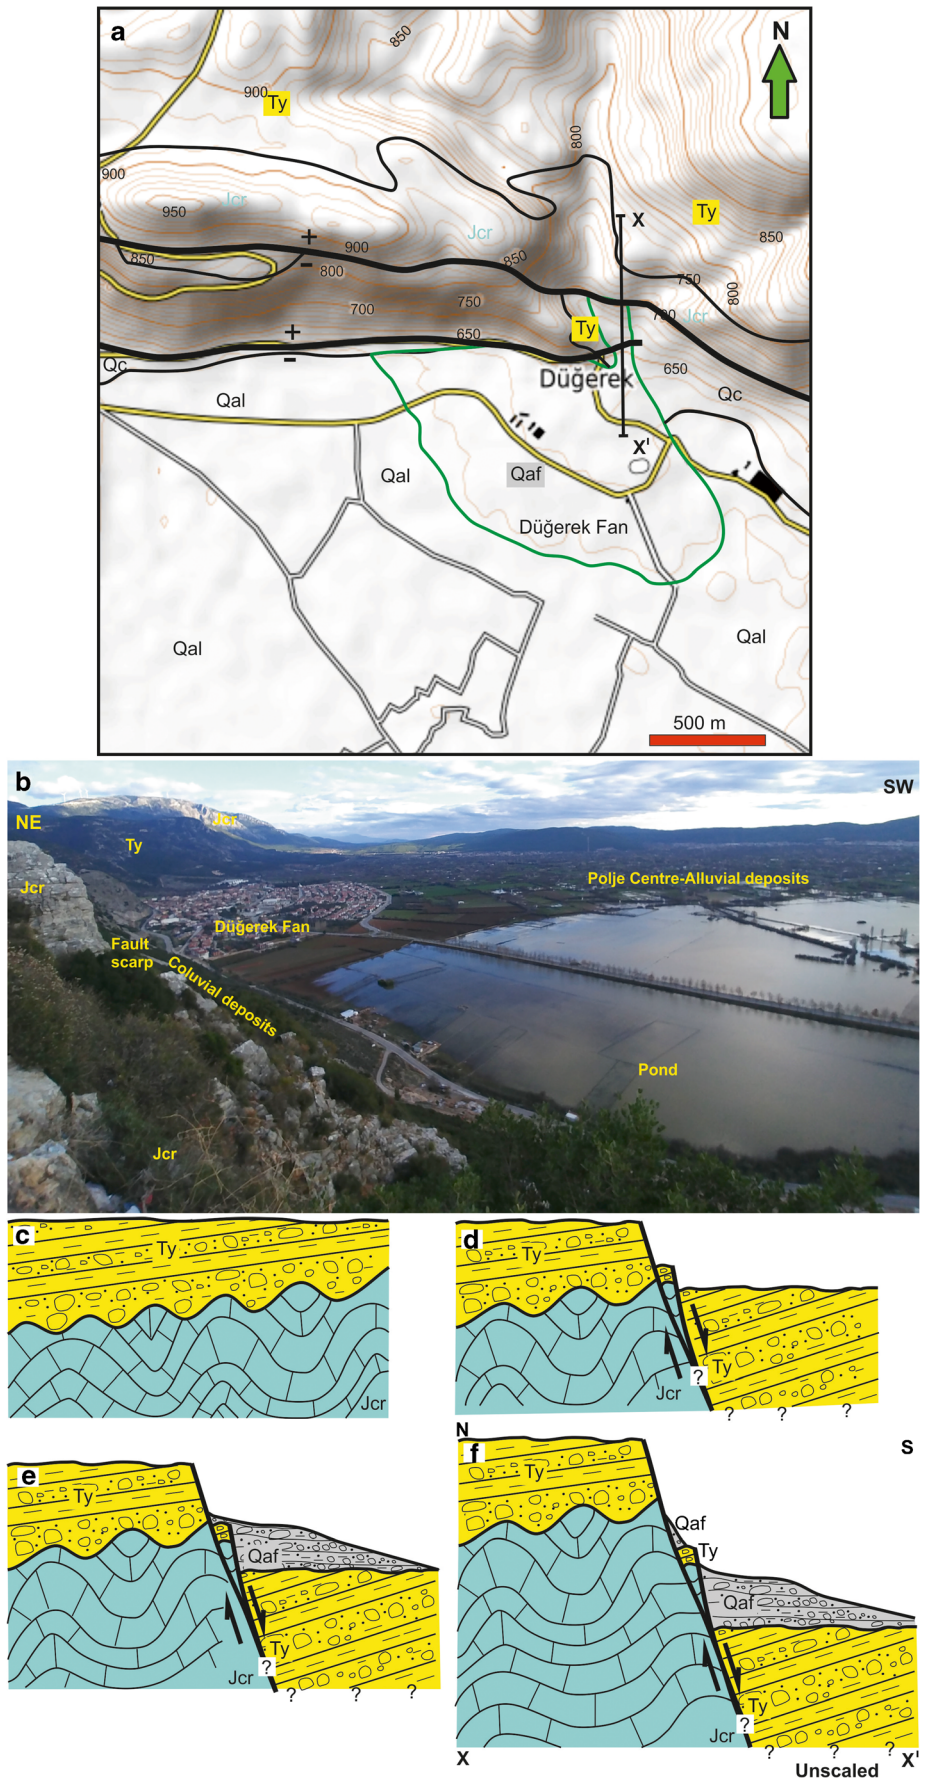 a
N
850
900
Ty
800
900
Jcr
950
Ty
X
Jcr
850
+
900
850
-
800
850
750
800
700
750
Ty
700
Jcr
+
650
-
Qc
650
Düğerek
Qc
Qal
X'
Qal
Qaf
Düğerek Fan
Qal
Qal
500 m
b
SW
NE
Jcr
Ty
Jcr
Polje Centre-Alluvial deposits
Düğerek Fan
Fault
scarp
Coluvial deposits
Pond
Jcr
c
Ty
Jcr
d
Ty
Ty
?
Jcr
? ? ?
e
Ty
Qaf
Ty
?
Jcr
? ? ?
N
f
S
Ty
Qaf
Ty
Qaf
Ty
?
Jcr
? ? ?
X
X'
Unscaled